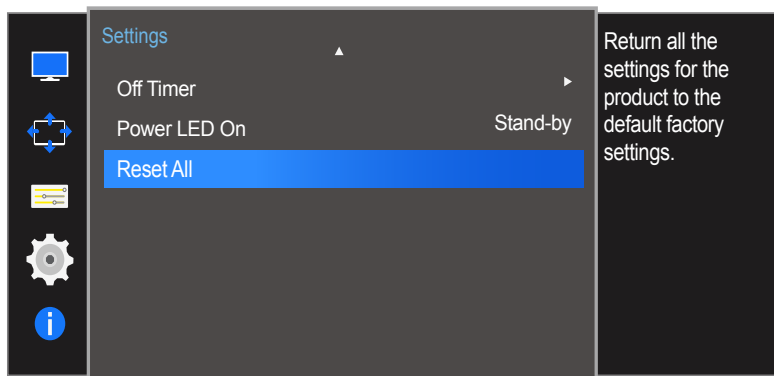 Settings
Off Timer
Power LED On Stand-by
Reset All
Return all the
settings for the
product to the
default factory
settings.
i